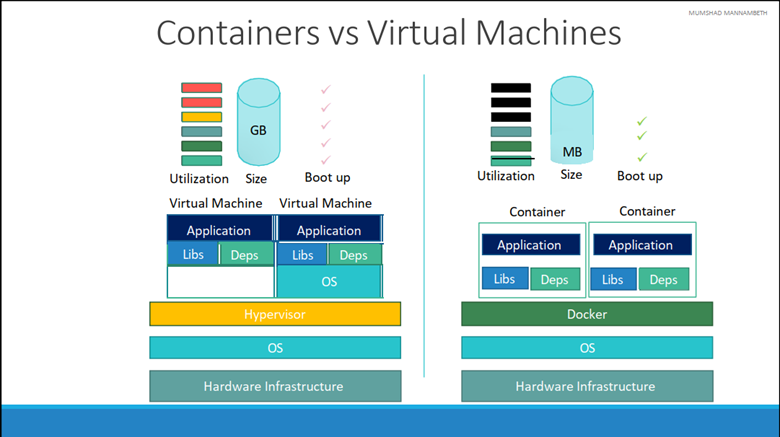 MUMSHAD MANNAMBETH
Containers vs Virtual Machines
GB
Utilization Size Boot up
Virtual Machine Virtual Machine
Application Application
Libs Deps Libs Deps
OS
Hypervisor
OS
Hardware Infrastructure
MB
Utilization Size Boot up
Container Container
Application Application
Libs Deps Libs Deps
Docker
OS
Hardware Infrastructure